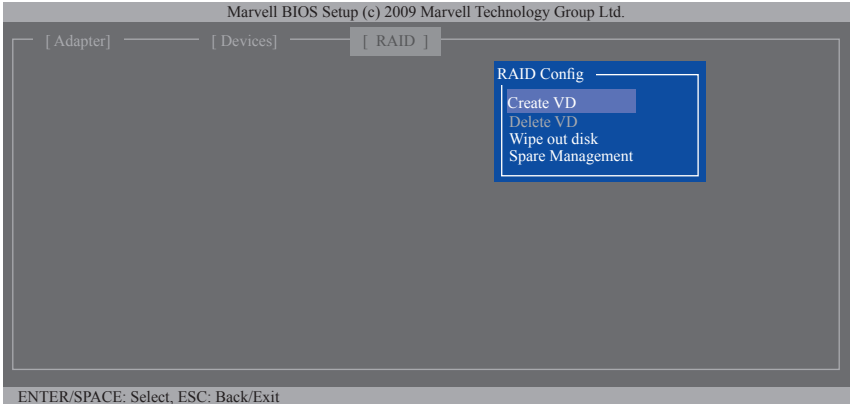 Marvell BIOS Setup (c) 2009 Marvell Technology Group Ltd.
[ Adapter] [ Devices] [ RAID ]
RAID Config
Create VD
Delete VD
Wipe out disk
Spare Management
ENTER/SPACE: Select, ESC: Back/Exit